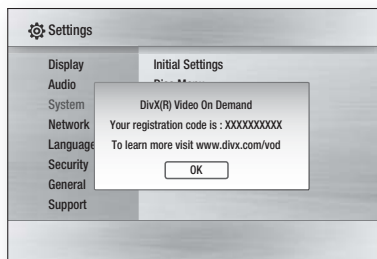 Settings
Display
Audio
System
Network
Language
Security
General
Support
Initial Settings
DivX(R) Video On Demand
Your registration code is : XXXXXXXXXX
To learn more visit www.divx.com/vod
OK